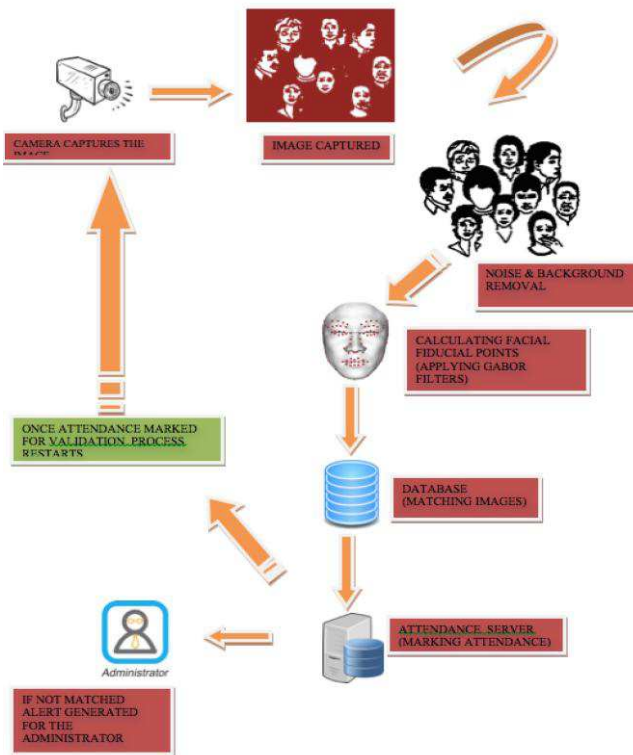 CAMERA CAPTURES THE
IMAGE
IMAGE CAPTURED
NOISE & BACKGROUND
REMOVAL
CALCULATING FACIAL
FIDUCIAL POINTS
(APPLYING GABOR
FILTERS)
ONCE ATTENDANCE MARKED
FOR VALIDATION PROCESS
RESTARTS
DATABASE
(MATCHING IMAGES)
ATTENDANCE SERVER
(MARKING ATTENDANCE)
Administrator
IF NOT MATCHED
ALERT GENERATED
FOR THE
ADMINISTRATOR